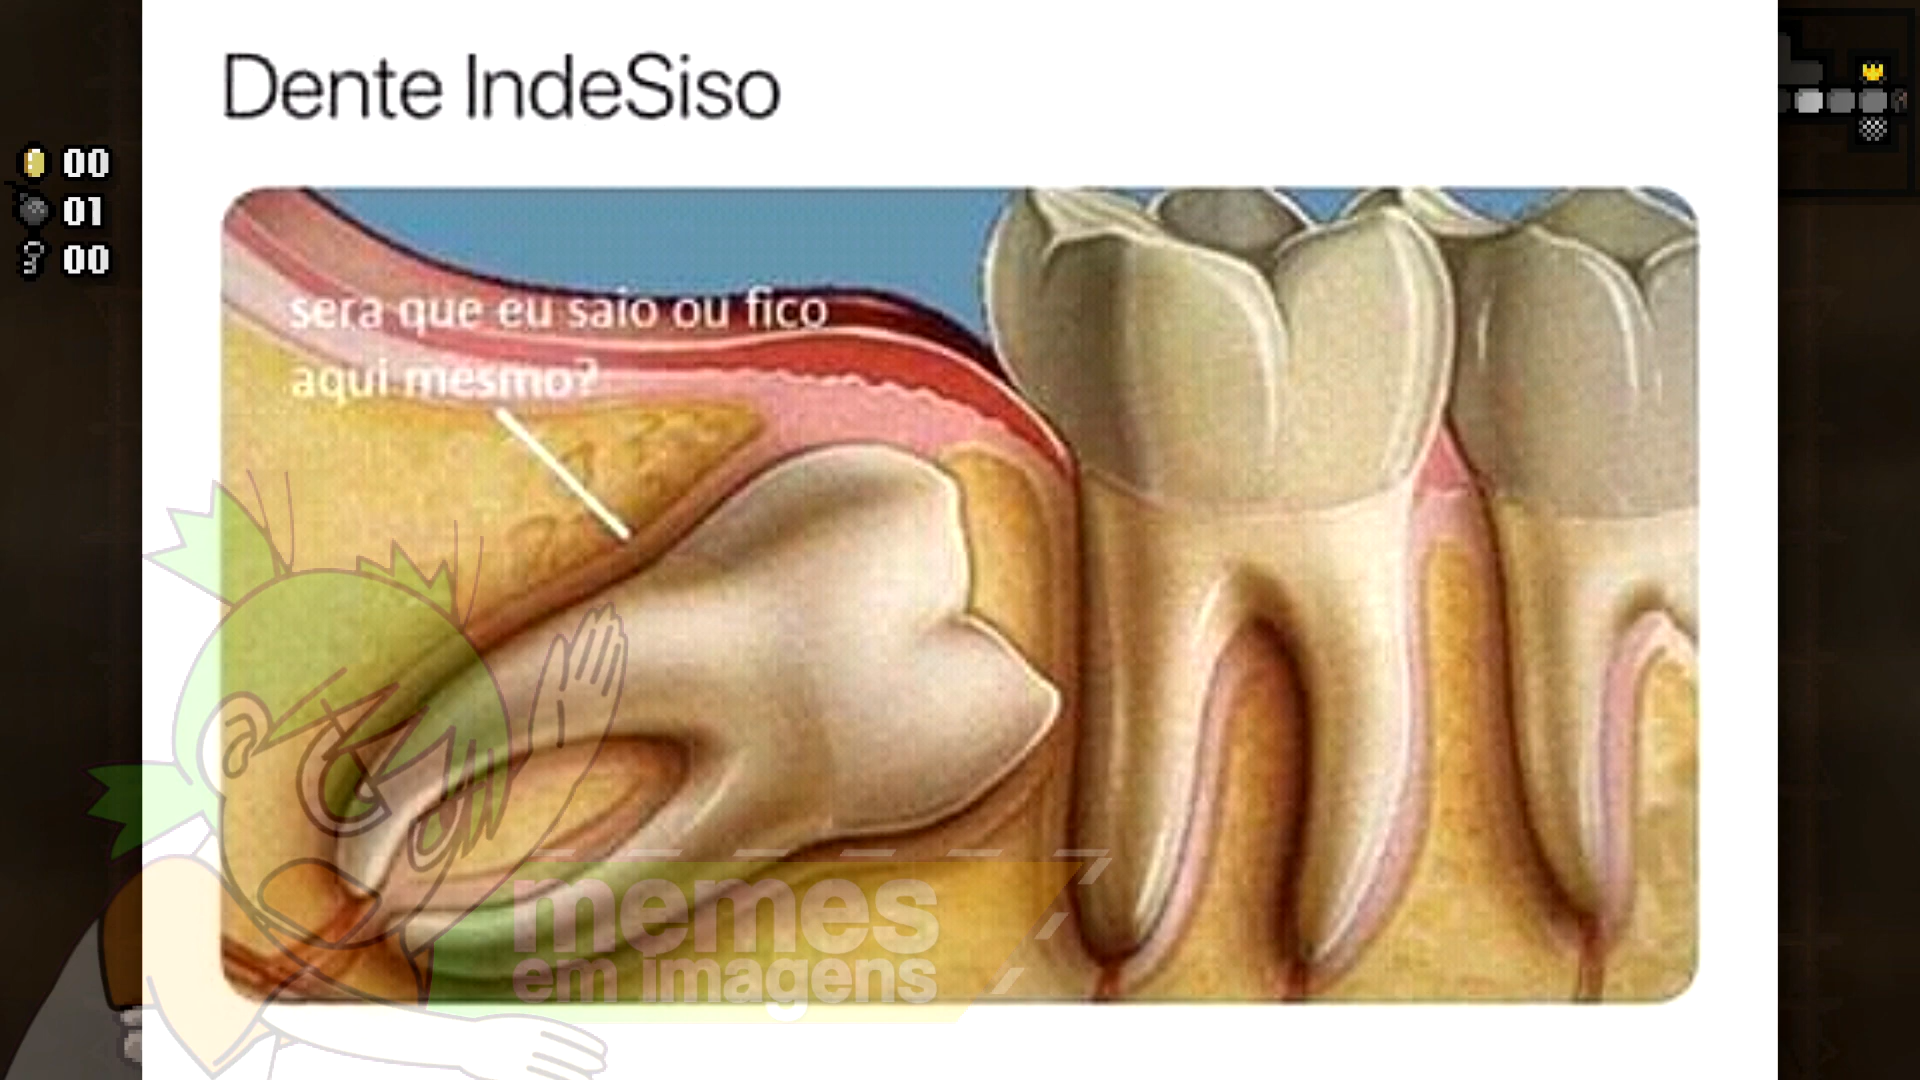 Dente IndeSiso
00
01
00
sera que eu saio ou fico
aqui mesmo?
memes
em imagens